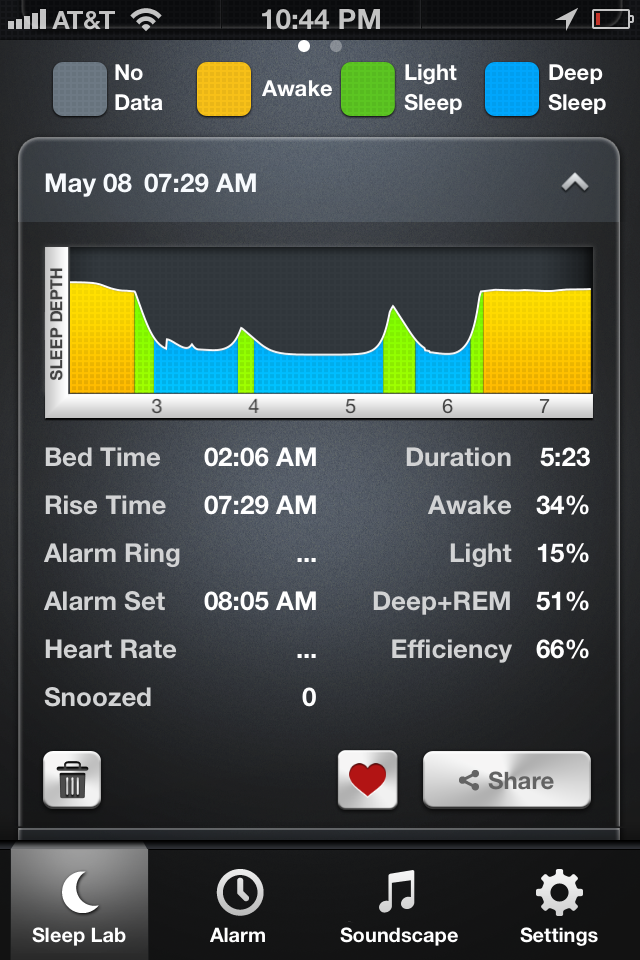 AT&T 10:44 PM
No Data
Awake
Light Sleep
Deep Sleep
May 08 07:29 AM
SLEEP DEPTH
3 4 5 6 7
Bed Time 02:06 AM Duration 5:23
Rise Time 07:29 AM Awake 34%
Alarm Ring ... Light 15%
Alarm Set 08:05 AM Deep+REM 51%
Heart Rate ... Efficiency 66%
Snoozed 0
Share
Sleep Lab Alarm Soundscape Settings